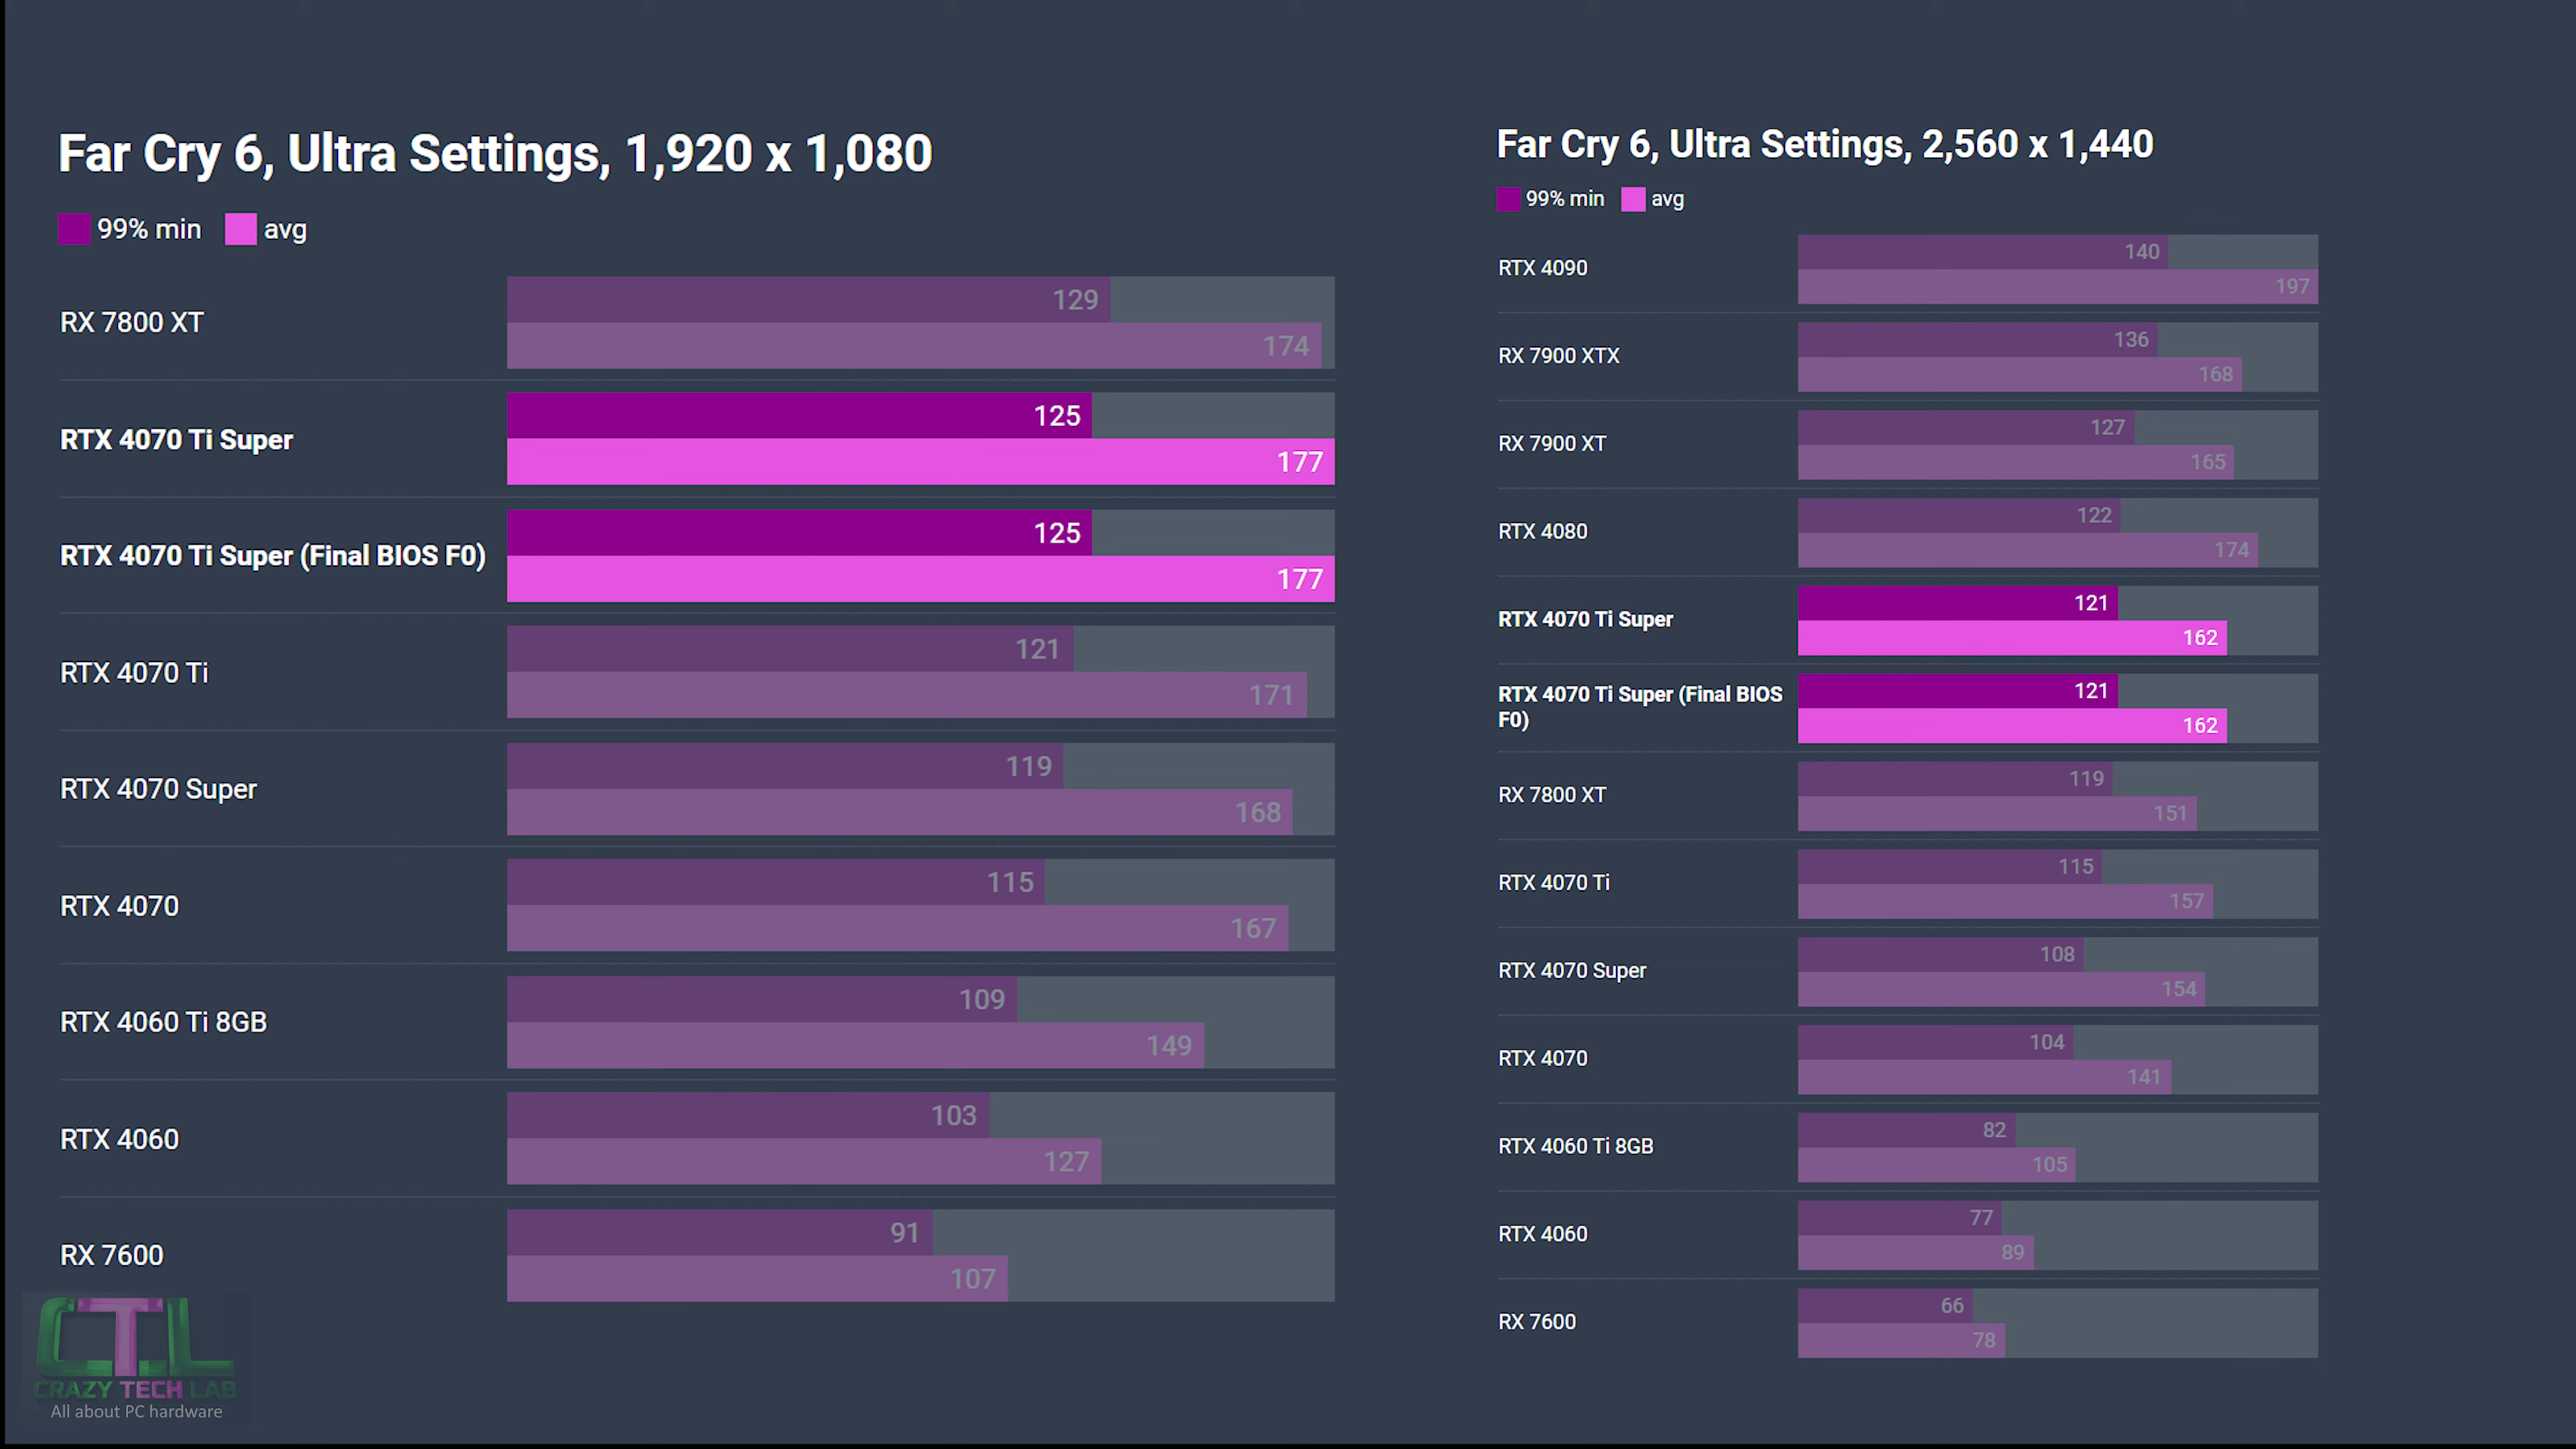 Far Cry 6, Ultra Settings, 1,920 x 1,080
99% min avg
RX 7800 XT
129
174
RTX 4070 Ti Super
125
177
RTX 4070 Ti Super (Final BIOS F0)
125
177
RTX 4070 Ti
121
171
RTX 4070 Super
119
168
RTX 4070
115
167
RTX 4060 Ti 8GB
109
149
RTX 4060
103
127
RX 7600
91
107
CTL
CRAZY TECH LAB
All about PC hardware
Far Cry 6, Ultra Settings, 2,560 x 1,440
99% min avg
RTX 4090
140
197
RX 7900 XTX
136
168
RX 7900 XT
127
165
RTX 4080
122
174
RTX 4070 Ti Super
121
162
RTX 4070 Ti Super (Final BIOS
F0)
121
162
RX 7800 XT
119
151
RTX 4070 Ti
115
157
RTX 4070 Super
108
154
RTX 4070
104
141
RTX 4060 Ti 8GB
82
105
RTX 4060
77
89
RX 7600
66
78